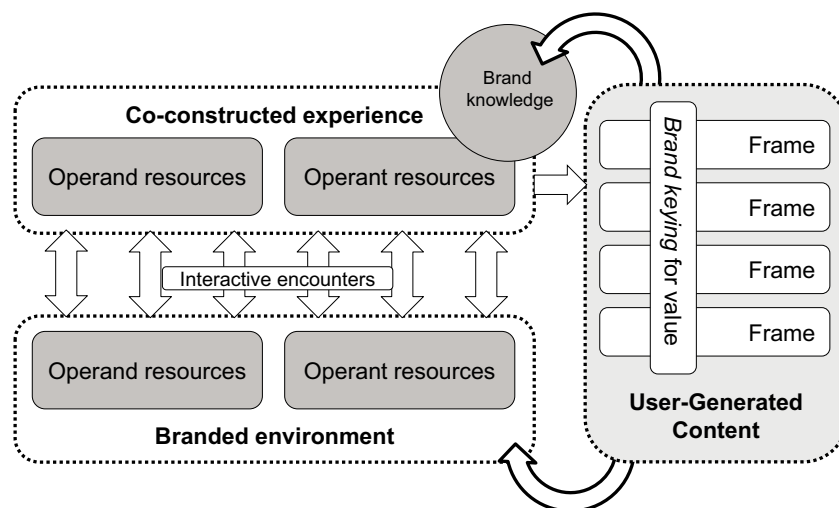 Brand
knowledge
Co-constructed experience
Operand resources
Operant resources
Interactive encounters
Operand resources
Operant resources
Branded environment
Brand keying for value
Frame
Frame
Frame
Frame
User-Generated
Content